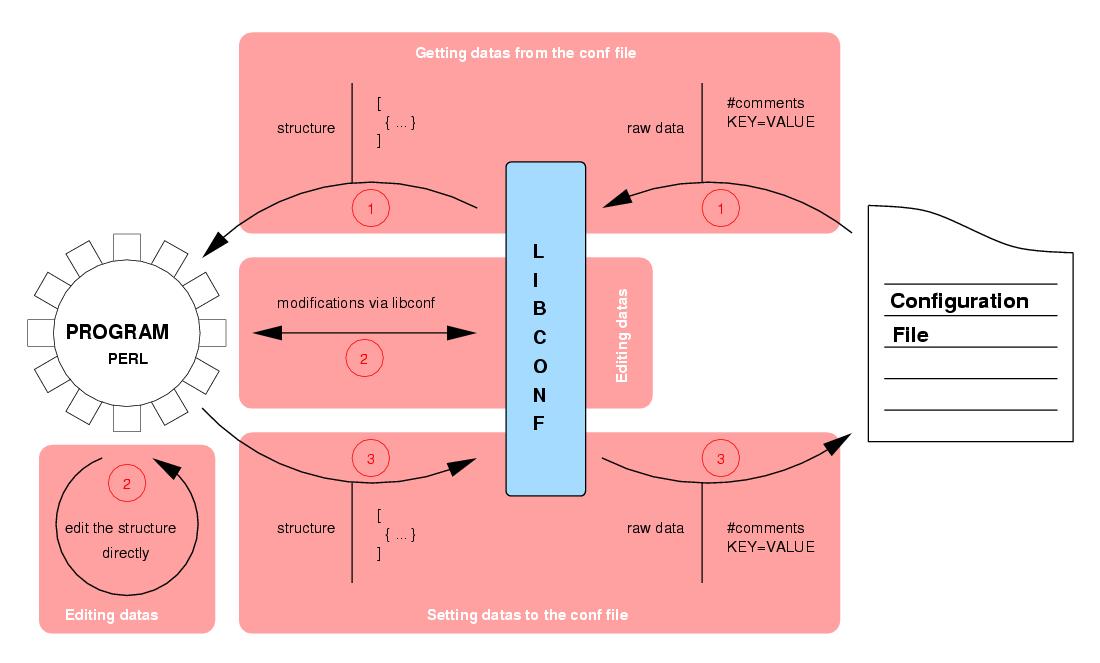 Getting datas from the conf file
structure
[
{ ... }
]
raw data
#comments
KEY=VALUE
1
1
L
I
B
C
O
N
F
modifications via libconf
2
Editing datas
PROGRAM
PERL
Configuration
File
3
3
structure
[
{ ... }
]
raw data
#comments
KEY=VALUE
Setting datas to the conf file
2
edit the structure
directly
Editing datas